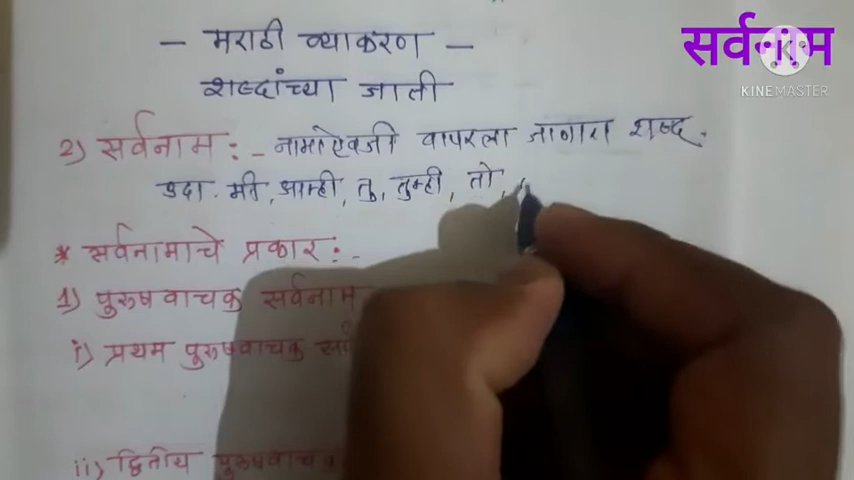 सर्वनाम
KINEMASTER
- मराठी व्याकरण -
शब्दांच्या जाती
2) सर्वनाम :- नामाऐवजी वापरला जाणारा शब्द.
उदा. मी, आम्ही, तु, तुम्ही, तो,
* सर्वनामाचे प्रकार :-
1) पुरुषवाचक सर्वनाम
i) प्रथम पुरुषवाचक
ii) द्वितीय पुरुषवाचक